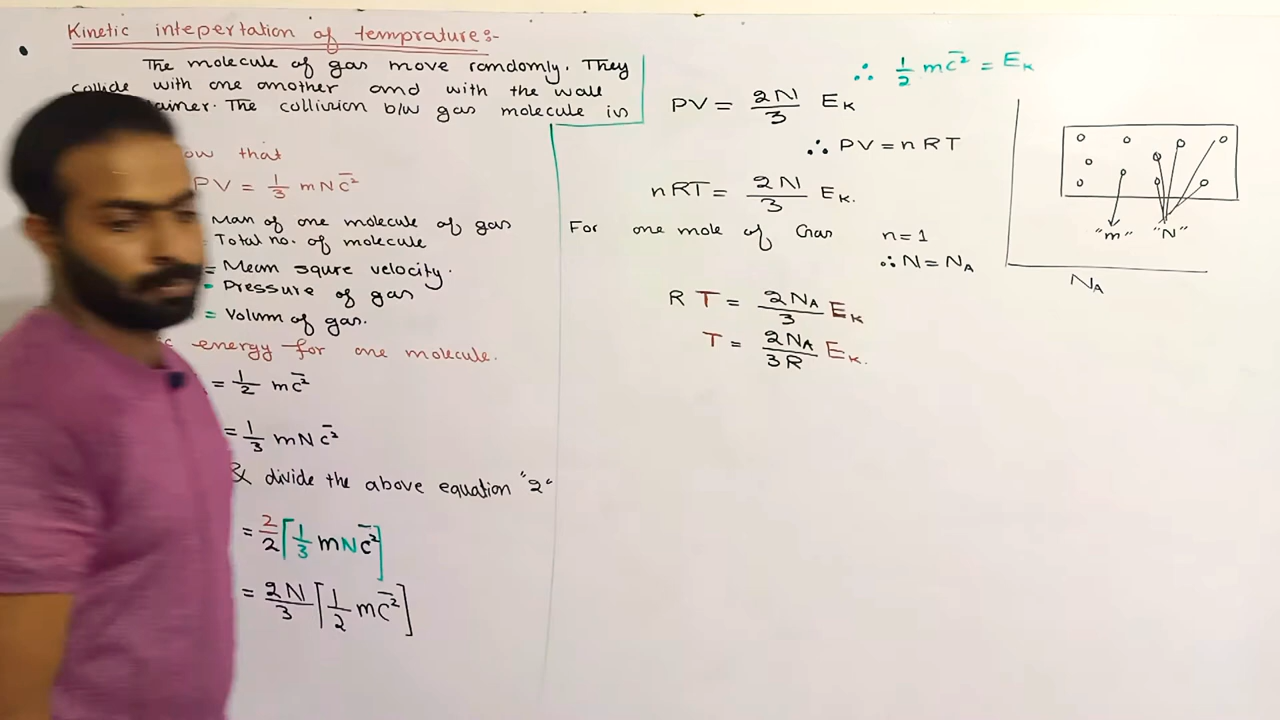 Kinetic intepertation of temprature:-
The molecule of gas move ramdomly. They
collide with one another amd with the wall
The collision b/w gas molecule is
that
PV = 1/3 mNc̄²
Mass of one molecule of gas
= Total no. of molecule
= Mean squre velocity.
= Pressure of gas
= Volum of gas.
energy for one molecule.
= 1/2 mc̄²
= 1/3 mNc̄²
& divide the above equation "2"
= 2/2 [1/3 mNc̄²]
= 2N/3 [1/2 mc̄²]
∴ 1/2 mc̄² = EK
PV = 2N/3 EK
∴ PV = nRT
nRT = 2N/3 EK.
For one mole of Gas n=1
∴ N = NA
RT = 2NA/3 EK
T = 2NA/3R EK.
"m" "N"
NA